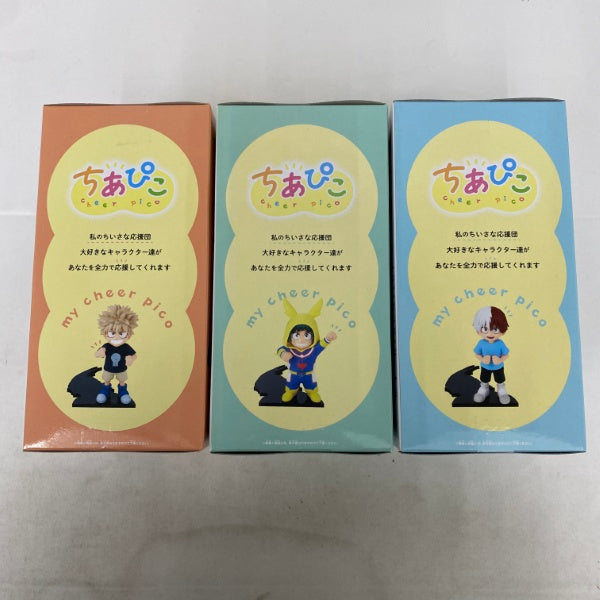 ちあぴこ
cheer pico
私のちいさな応援団
大好きなキャラクター達が
あなたを全力で応援してくれます
my cheer pico
ちあぴこ
cheer pico
私のちいさな応援団
大好きなキャラクター達が
あなたを全力で応援してくれます
my cheer pico
ちあぴこ
cheer pico
私のちいさな応援団
大好きなキャラクター達が
あなたを全力で応援してくれます
my cheer pico